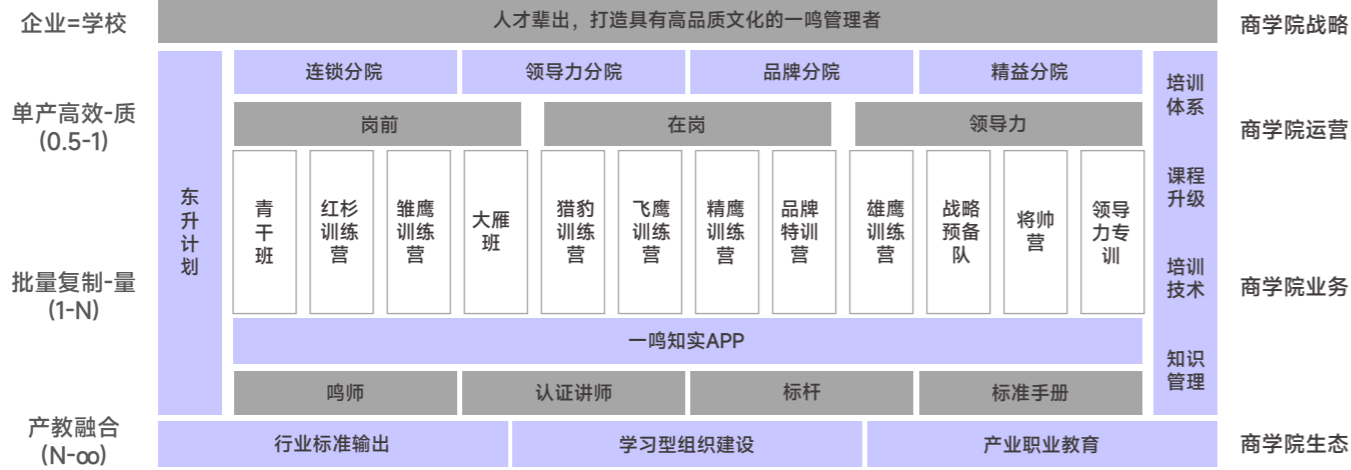 企业=学校
人才辈出，打造具有高品质文化的一鸣管理者
商学院战略
连锁分院
领导力分院
品牌分院
精益分院
培训
体系
单产高效-质
(0.5-1)
岗前
在岗
领导力
商学院运营
东
升
计
划
青
干
班
红杉
训练
营
雏鹰
训练
营
大雁
班
猎豹
训练
营
飞鹰
训练
营
精鹰
训练
营
品牌
特训
营
雄鹰
训练
营
战略
预备
队
将帅
营
领导
力专
训
课程
升级
批量复制-量
(1-N)
培训
技术
商学院业务
一鸣知实APP
知识
管理
鸣师
认证讲师
标杆
标准手册
产教融合
(N-∞)
行业标准输出
学习型组织建设
产业职业教育
商学院生态